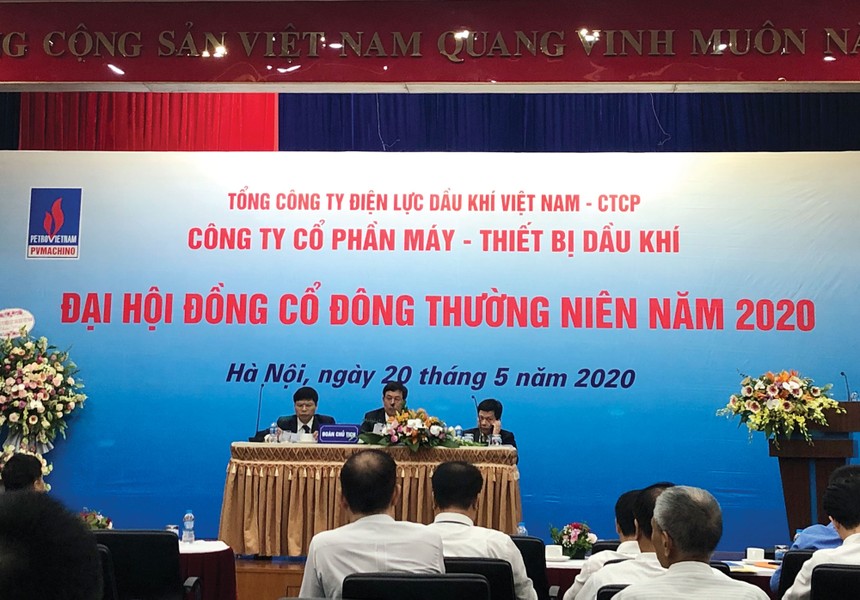 CỘNG SẢN VIỆT NAM QUANG VINH MUÔN NĂ
TỔNG CÔNG TY ĐIỆN LỰC DẦU KHÍ VIỆT NAM - CTCP
CÔNG TY CỔ PHẦN MÁY - THIẾT BỊ DẦU KHÍ
PETROVIETNAM
PVMACHINO
ĐẠI HỘI ĐỒNG CỔ ĐÔNG THƯỜNG NIÊN NĂM 2020
Hà Nội, ngày 20 tháng 5 năm 2020
ĐOÀN CHỦ TỊCH